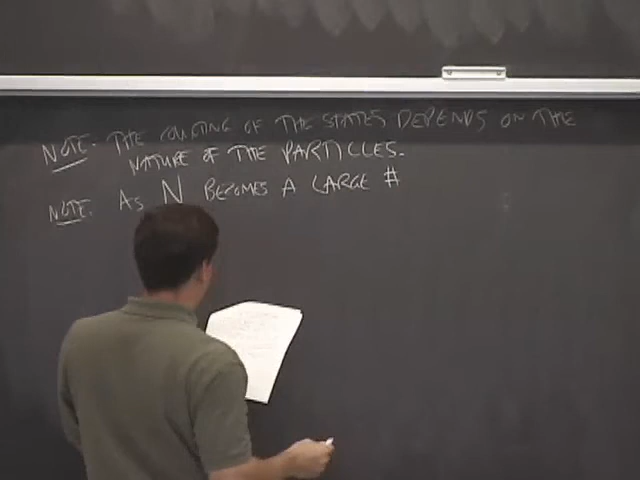 NOTE. THE COUNTING OF THE STATES DEPENDS ON THE
NATURE OF THE PARTICLES.
NOTE. AS N BECOMES A LARGE #